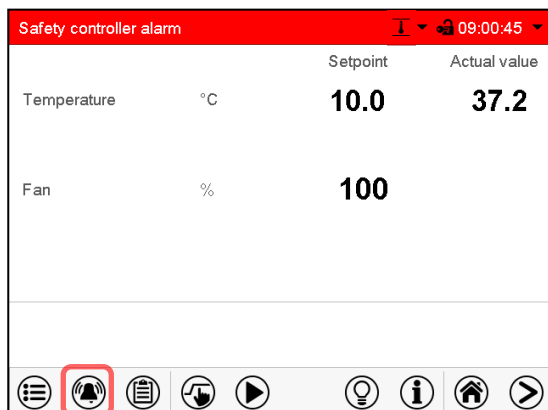 Safety controller alarm 09:00:45
Setpoint Actual value
Temperature °C 10.0 37.2
Fan % 100